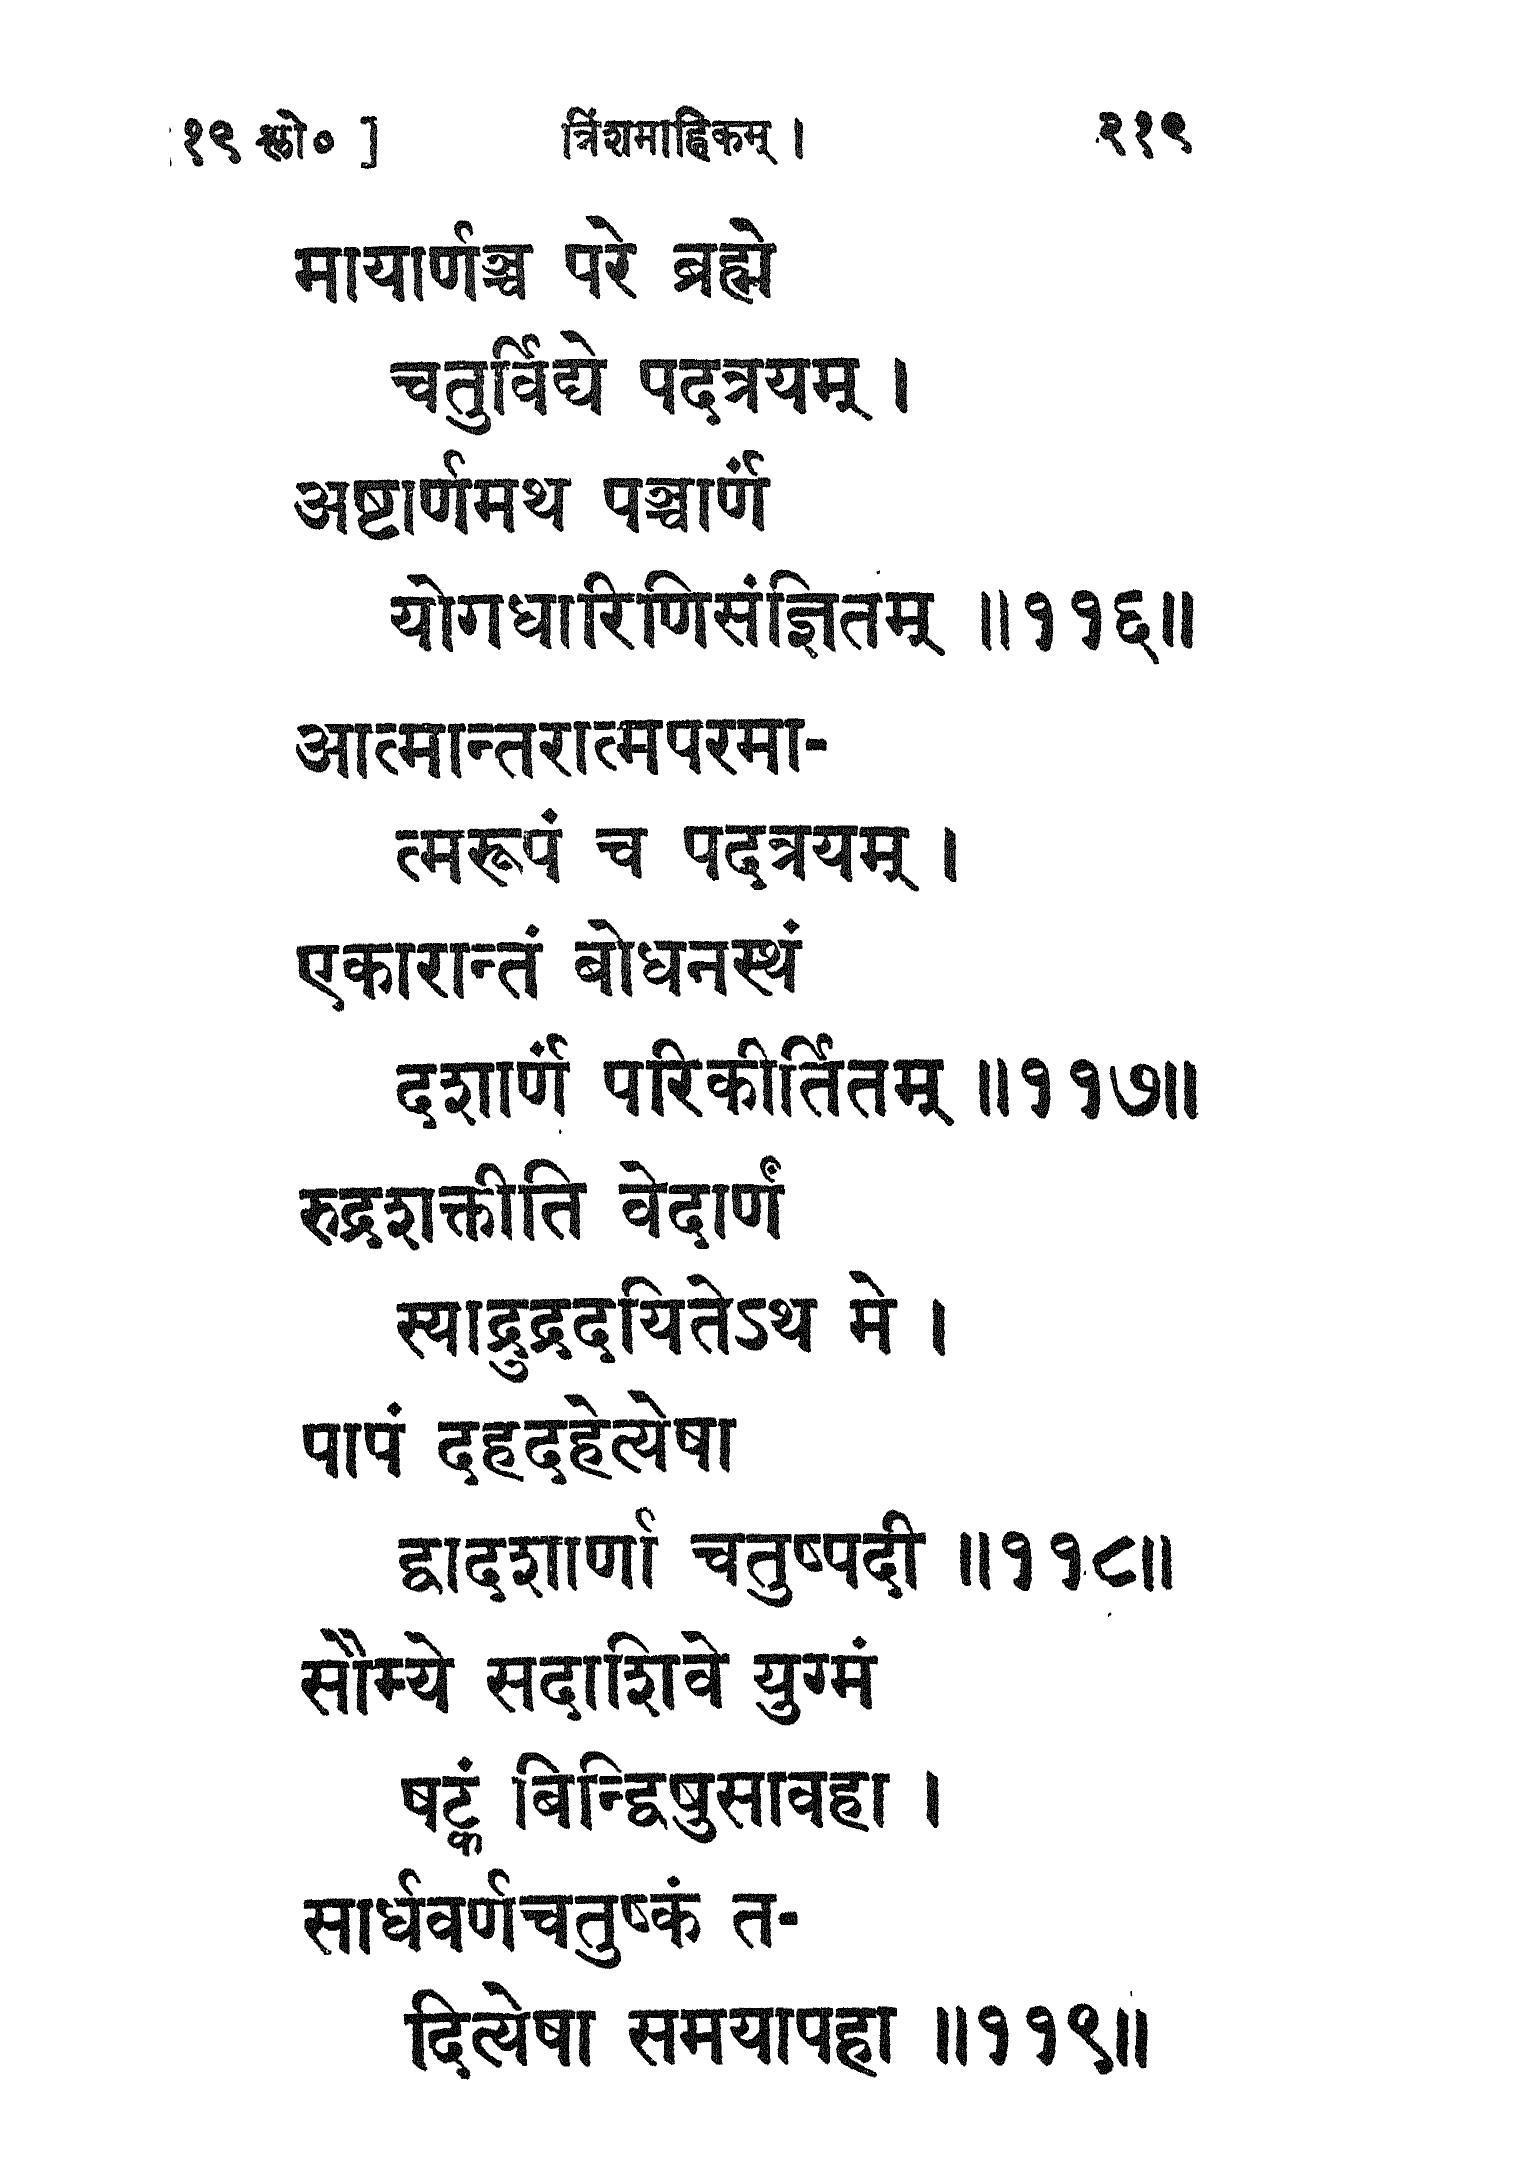 १९ श्लो० ] त्रिंशमाह्निकम् । २१९
मायार्णञ्च परे ब्रह्मे
चतुर्विद्ये पदत्रयम् ।
अष्टार्णमथ पञ्चार्णं
योगधारिणिसंज्ञितम् ॥११६॥
आत्मान्तरात्मपरमा-
त्मरूपं च पदत्रयम् ।
एकारान्तं बोधनस्थं
दशार्णं परिकीर्तितम् ॥११७॥
रुद्रशक्तीति वेदार्णं
स्याद्रुद्रदयितेऽथ मे ।
पापं दहदहेत्येषा
द्वादशार्णा चतुष्पदी ॥११८॥
सौम्ये सदाशिवे युग्मं
षट्कं बिन्द्विषुसावहा ।
सार्धवर्णचतुष्कं त-
दित्येषा समयापहा ॥११९॥